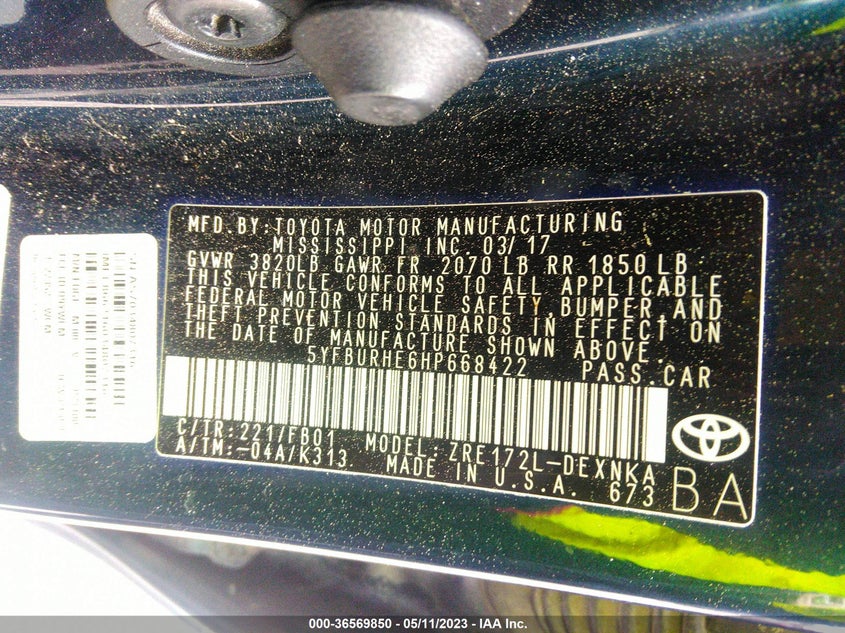 MFD.BY:TOYOTA MOTOR MANUFACTURING
MISSISSIPPI INC. 03/17
GVWR 3820LB GAWR FR 2070 LB RR 1850 LB
THIS VEHICLE CONFORMS TO ALL APPLICABLE
FEDERAL MOTOR VEHICLE SAFETY,BUMPER,AND
THEFT PREVENTION STANDARDS IN EFFECT ON
THE DATE OF MANUFACTURE SHOWN ABOVE.
5YFBURHE6HP668422 PASS.CAR
C/TR:221/FB01 MODEL:ZRE172L-DEXNKA
A/TM:-04A/K313 MADE IN U.S.A. 673
BA
000-36569850 - 05/11/2023 - IAA Inc.